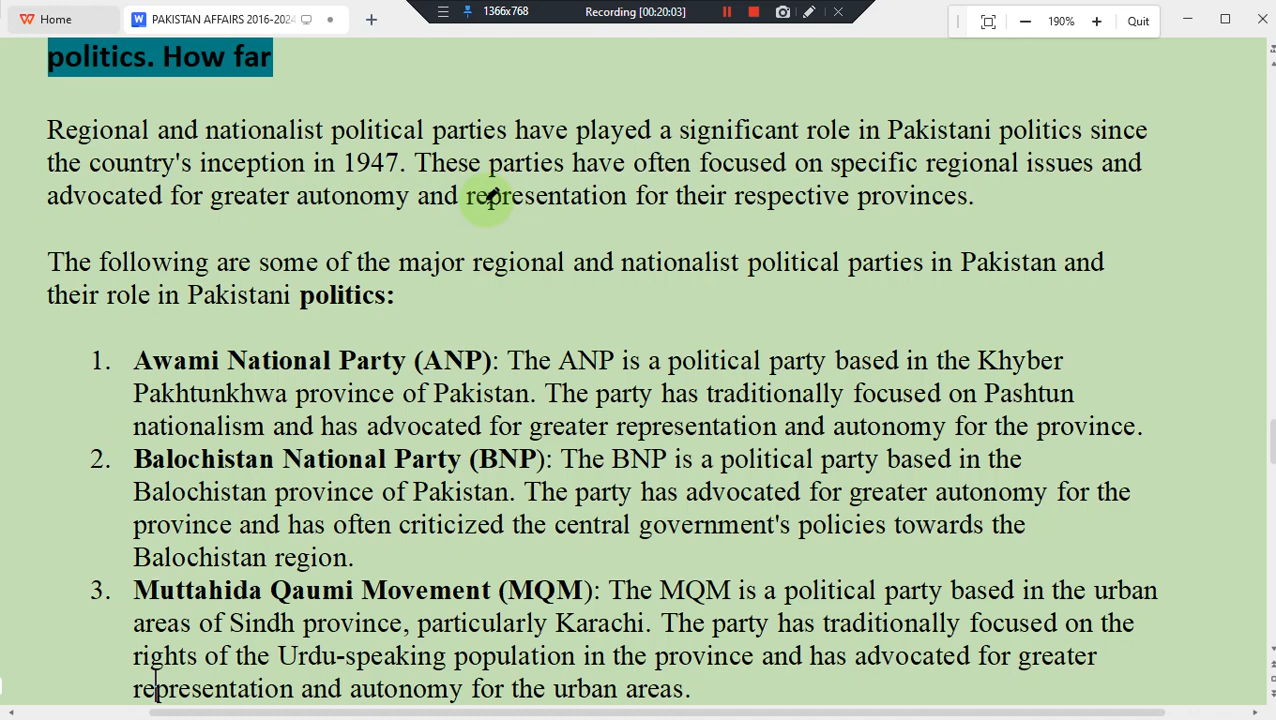 Home
PAKISTAN AFFAIRS 2016-2024
1366x768
Recording [00:20:03]
190%
Quit
politics. How far
Regional and nationalist political parties have played a significant role in Pakistani politics since
the country's inception in 1947. These parties have often focused on specific regional issues and
advocated for greater autonomy and representation for their respective provinces.
The following are some of the major regional and nationalist political parties in Pakistan and
their role in Pakistani politics:
1. Awami National Party (ANP): The ANP is a political party based in the Khyber
Pakhtunkhwa province of Pakistan. The party has traditionally focused on Pashtun
nationalism and has advocated for greater representation and autonomy for the province.
2. Balochistan National Party (BNP): The BNP is a political party based in the
Balochistan province of Pakistan. The party has advocated for greater autonomy for the
province and has often criticized the central government's policies towards the
Balochistan region.
3. Muttahida Qaumi Movement (MQM): The MQM is a political party based in the urban
areas of Sindh province, particularly Karachi. The party has traditionally focused on the
rights of the Urdu-speaking population in the province and has advocated for greater
representation and autonomy for the urban areas.